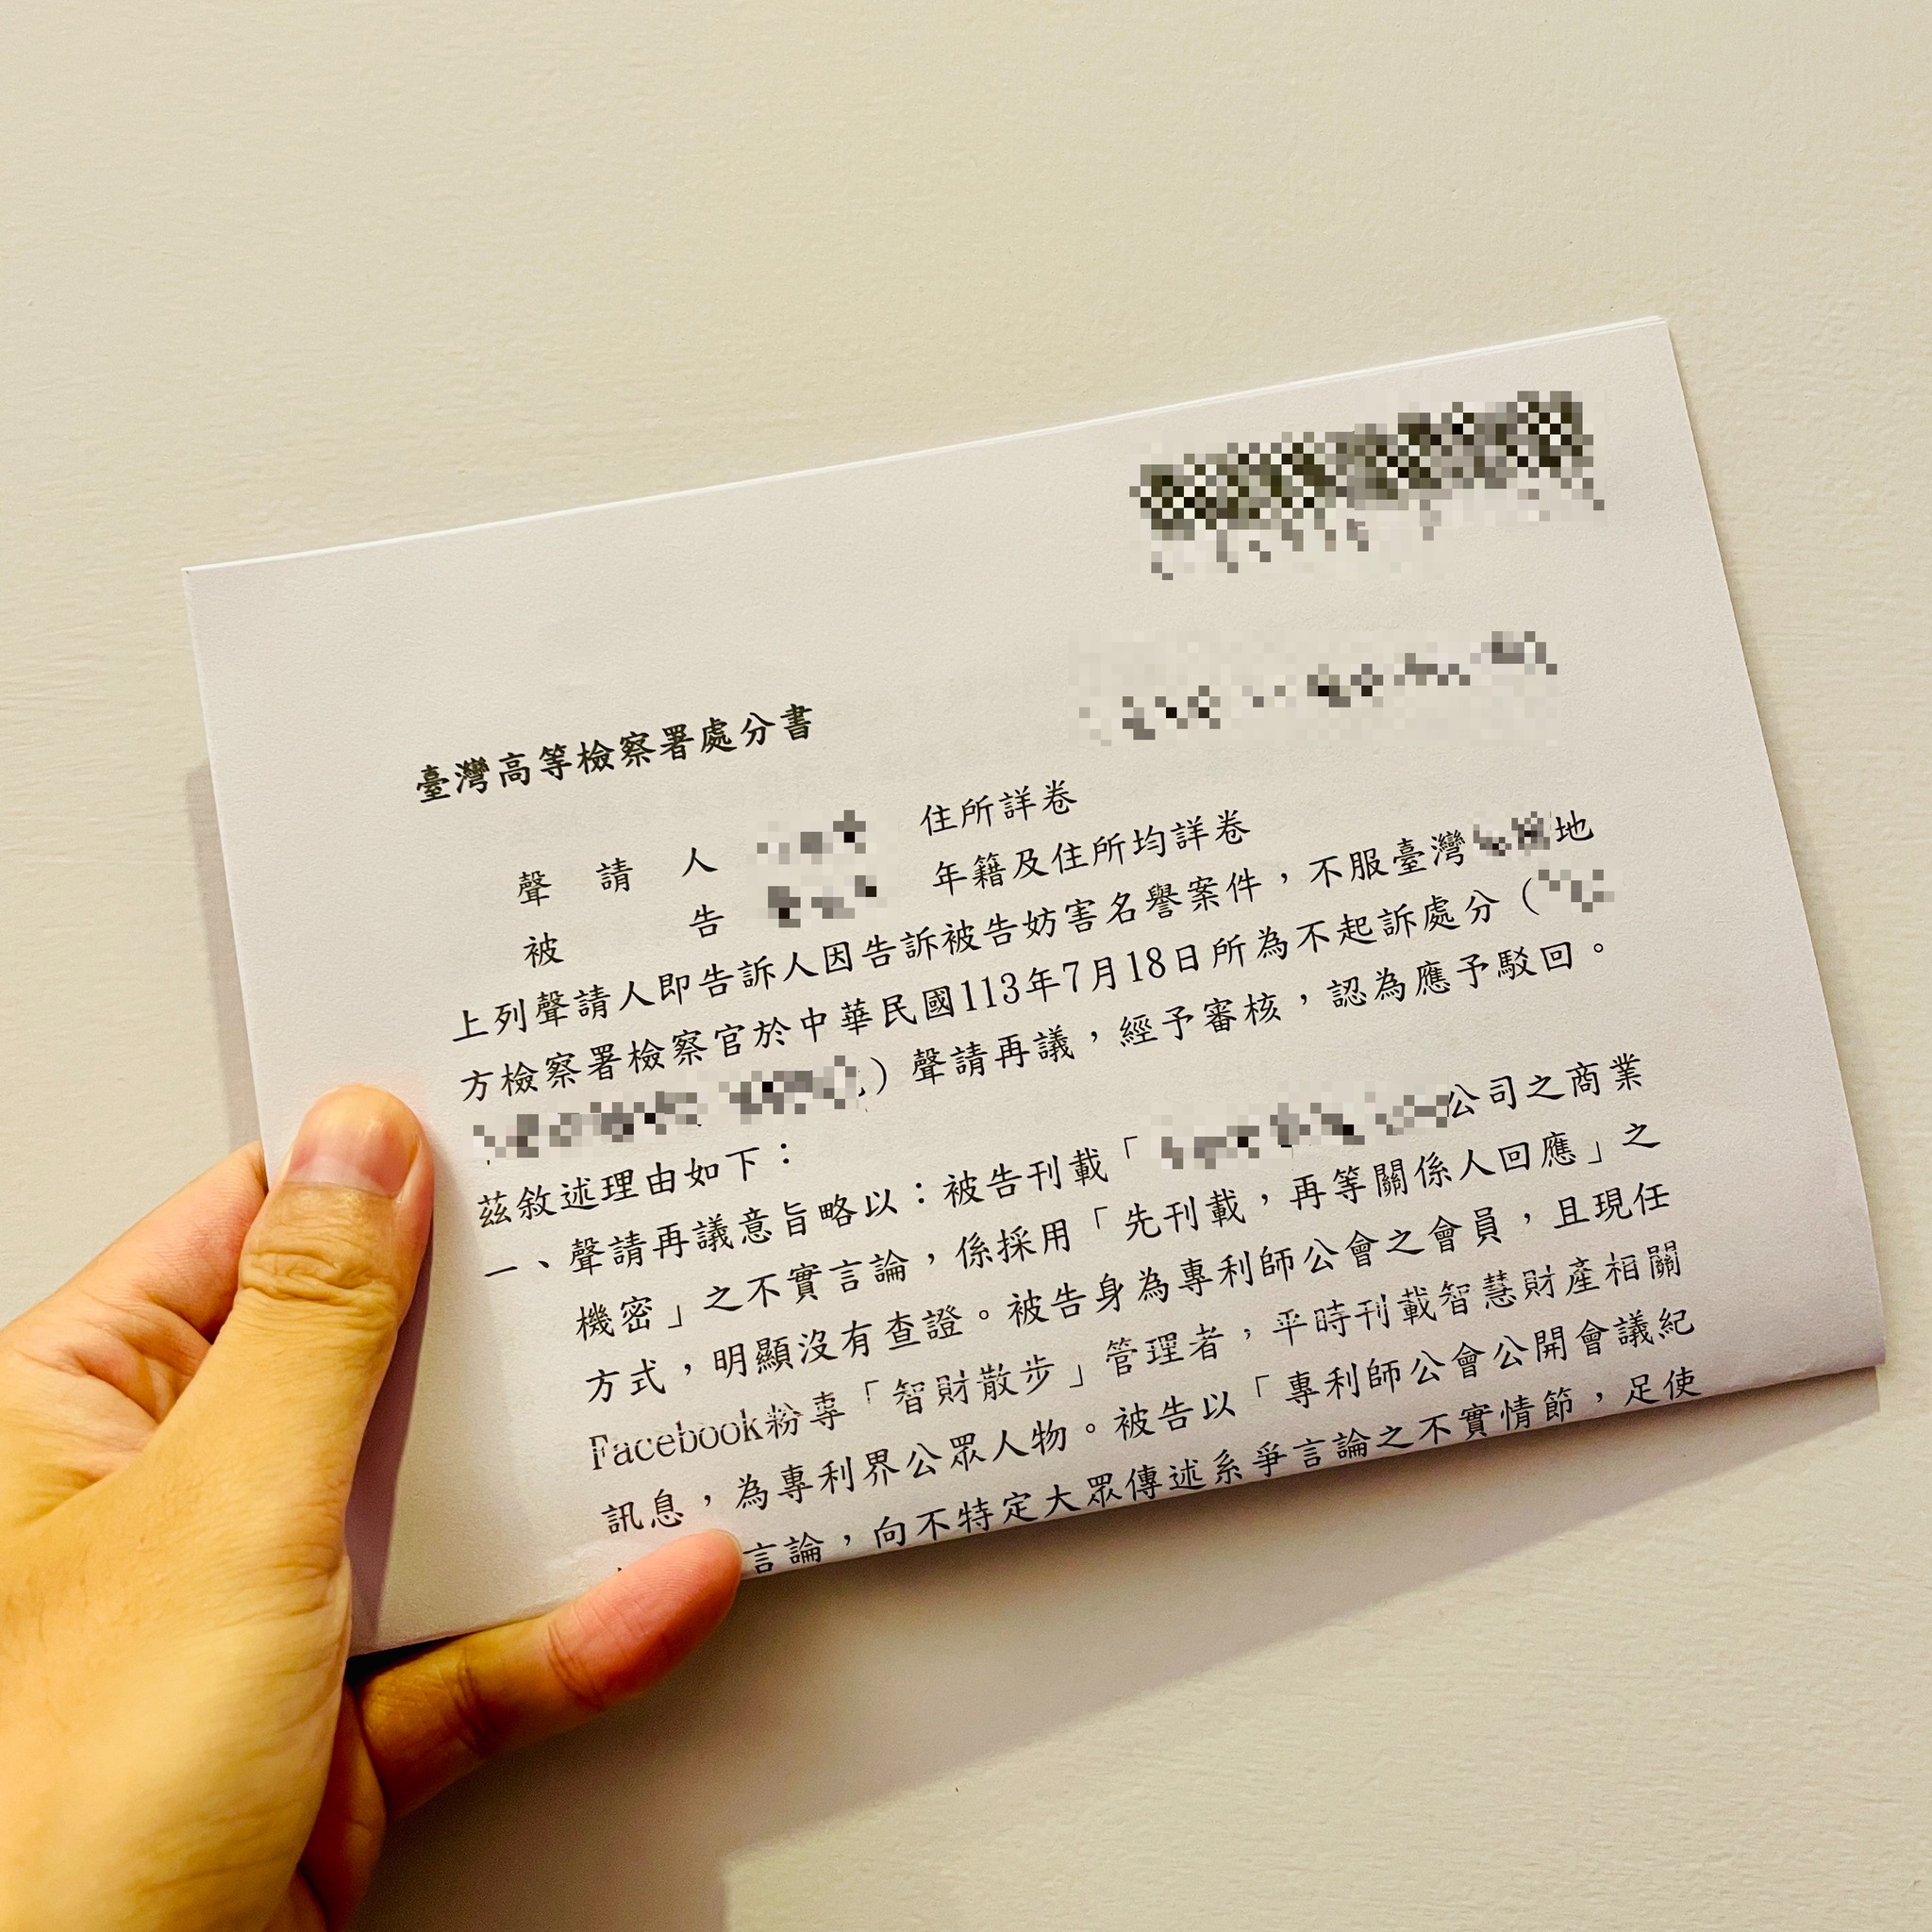 臺灣高等檢察署處分書
聲請人 住所詳卷
被告 年籍及住所均詳卷
上列聲請人即告訴人因告訴被告妨害名譽案件，不服臺灣地
方檢察署檢察官於中華民國113年7月18日所為不起訴處分（
）聲請再議，經予審核，認為應予駁回。
茲敘述理由如下：
一、聲請再議意旨略以：被告刊載「公司之商業
機密」之不實言論，係採用「先刊載，再等關係人回應」之
方式，明顯沒有查證。被告身為專利師公會之會員，且現任
Facebook粉專「智財散步」管理者，平時刊載智慧財產相關
訊息，為專利界公眾人物。被告以「專利師公會公開會議紀
言論，向不特定大眾傳述系爭言論之不實情節，足使